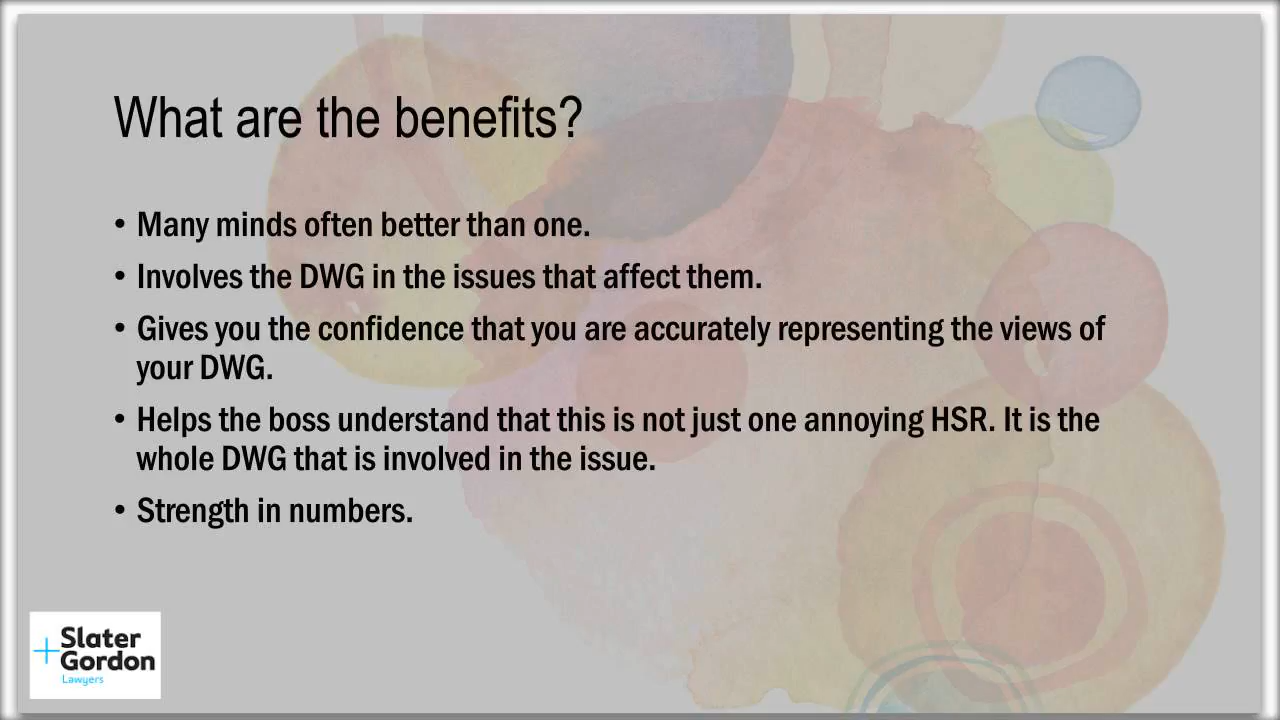 What are the benefits?
• Many minds often better than one.
• Involves the DWG in the issues that affect them.
• Gives you the confidence that you are accurately representing the views of
your DWG.
• Helps the boss understand that this is not just one annoying HSR. It is the
whole DWG that is involved in the issue.
• Strength in numbers.
Slater
Gordon
Lawyers